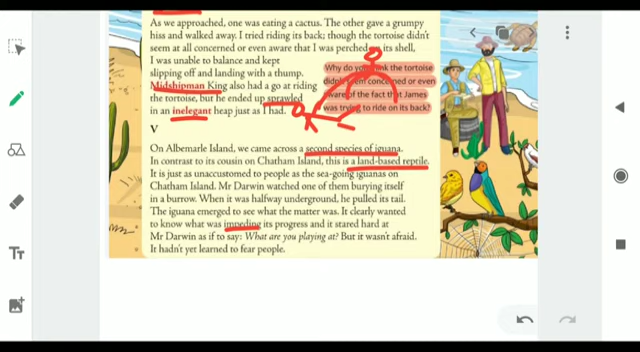 As we approached, one was eating a cactus. The other gave a grumpy
hiss and walked away. I tried riding its back; though the tortoise didn't
seem at all concerned or even aware that I was perched on its shell,
I was unable to balance and kept
slipping off and landing with a thump.
Midshipman King also had a go at riding
the tortoise, but he ended up sprawled
in an inelegant heap just as I had.
Why do you think the tortoise
didn't seem concerned or even
aware of the fact that James
was trying to ride on its back?
V
On Albemarle Island, we came across a second species of iguana.
In contrast to its cousin on Chatham Island, this is a land-based reptile.
It is just as unaccustomed to people as the sea-going iguanas on
Chatham Island. Mr Darwin watched one of them burying itself
in a burrow. When it was halfway underground, he pulled its tail.
The iguana emerged to see what the matter was. It clearly wanted
to know what was impeding its progress and it stared hard at
Mr Darwin as if to say: What are you playing at? But it wasn't afraid.
It hadn't yet learned to fear people.
TT